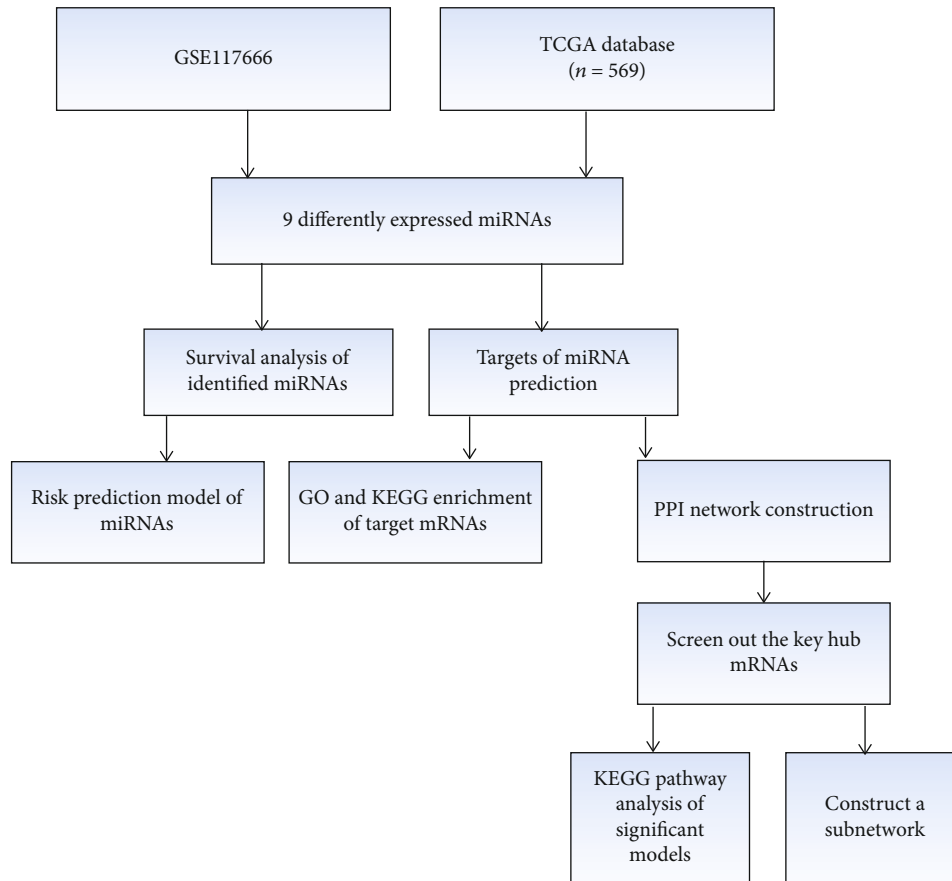 GSE117666
TCGA database
(n = 569)
9 differently expressed miRNAs
Survival analysis of
identified miRNAs
Targets of miRNA
prediction
Risk prediction model of
miRNAs
GO and KEGG enrichment
of target mRNAs
PPI network construction
Screen out the key hub
mRNAs
KEGG pathway
analysis of
significant
models
Construct a
subnetwork